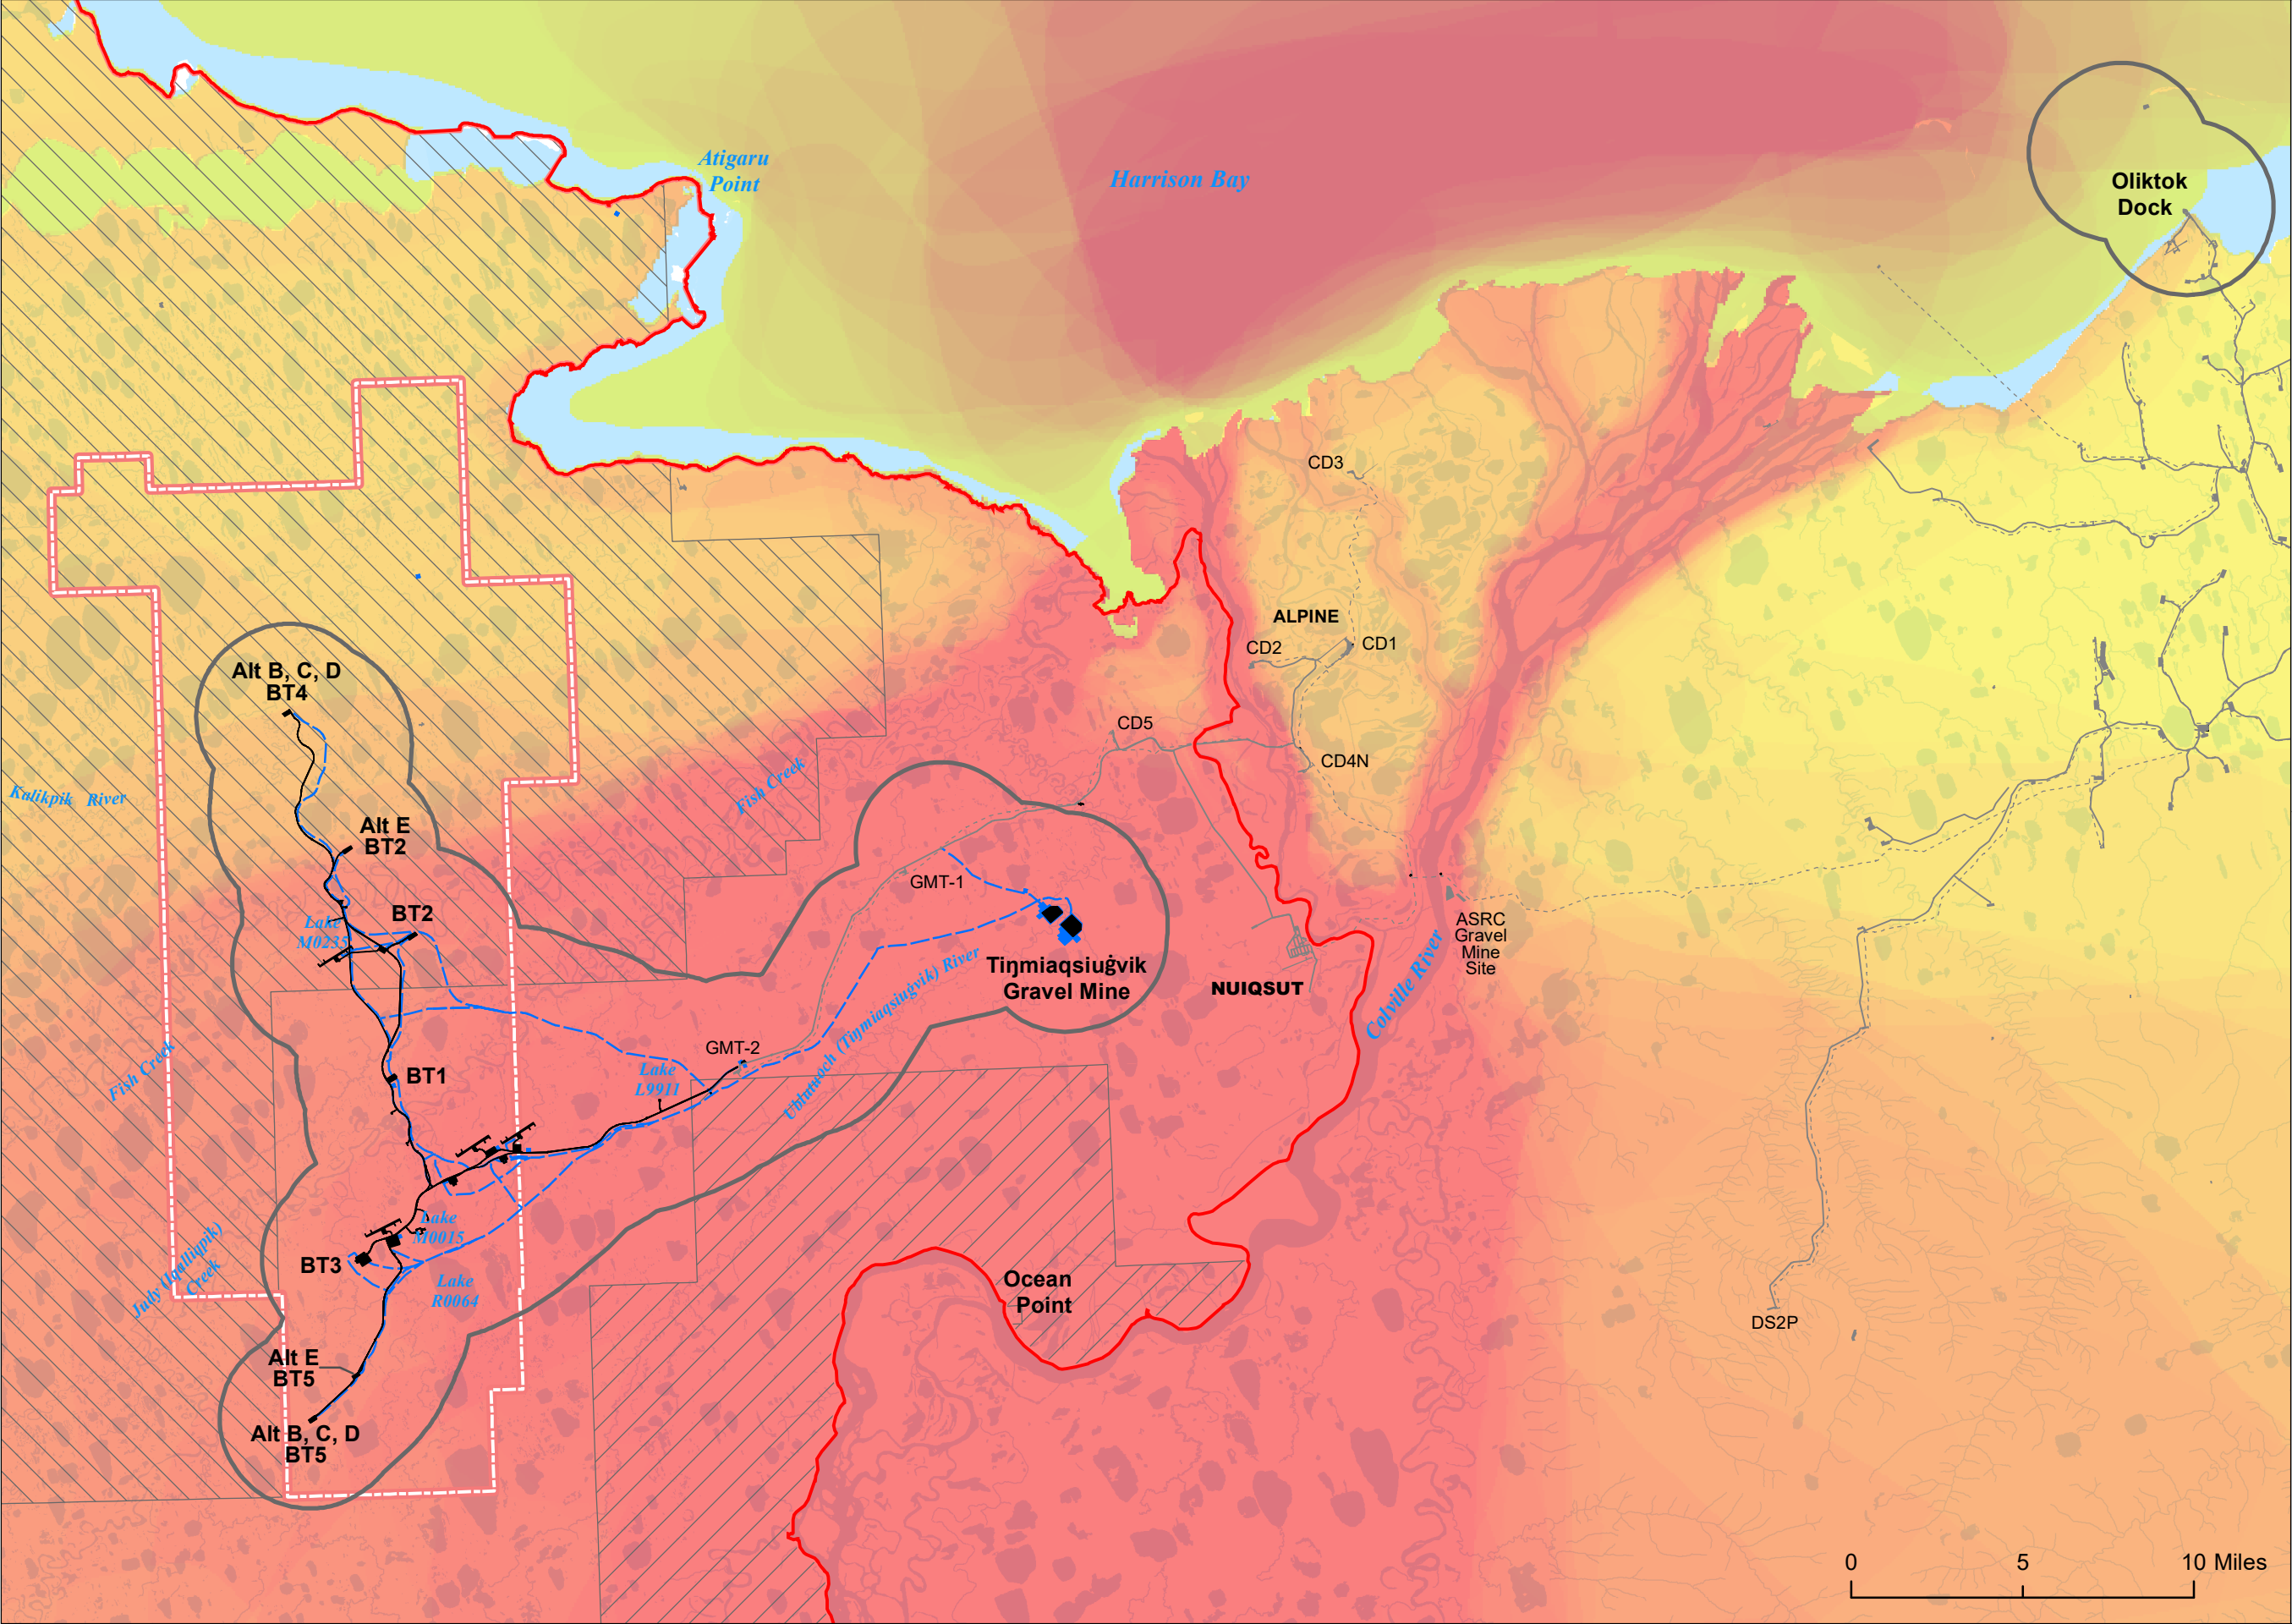 Atigaru
Point
Harrison Bay
Oliktok
Dock
CD3
ALPINE
CD2
CD1
Alt B, C, D
BT4
CD5
CD4N
Kalikpik River
Fish Creek
Alt E
BT2
GMT-1
BT2
Lake
M0235
ASRC
Gravel
Mine
Site
Tiŋmiaqsiuġvik
Gravel Mine
NUIQSUT
Colville River
Ublutuoch (Tiŋmiaqsiuġvik) River
GMT-2
Fish Creek
BT1
Lake
L9911
Lake
M0015
BT3
Judy (Iqalliqpik)
Creek
Lake
R0064
Ocean
Point
DS2P
Alt E
BT5
Alt B, C, D
BT5
0 5 10 Miles